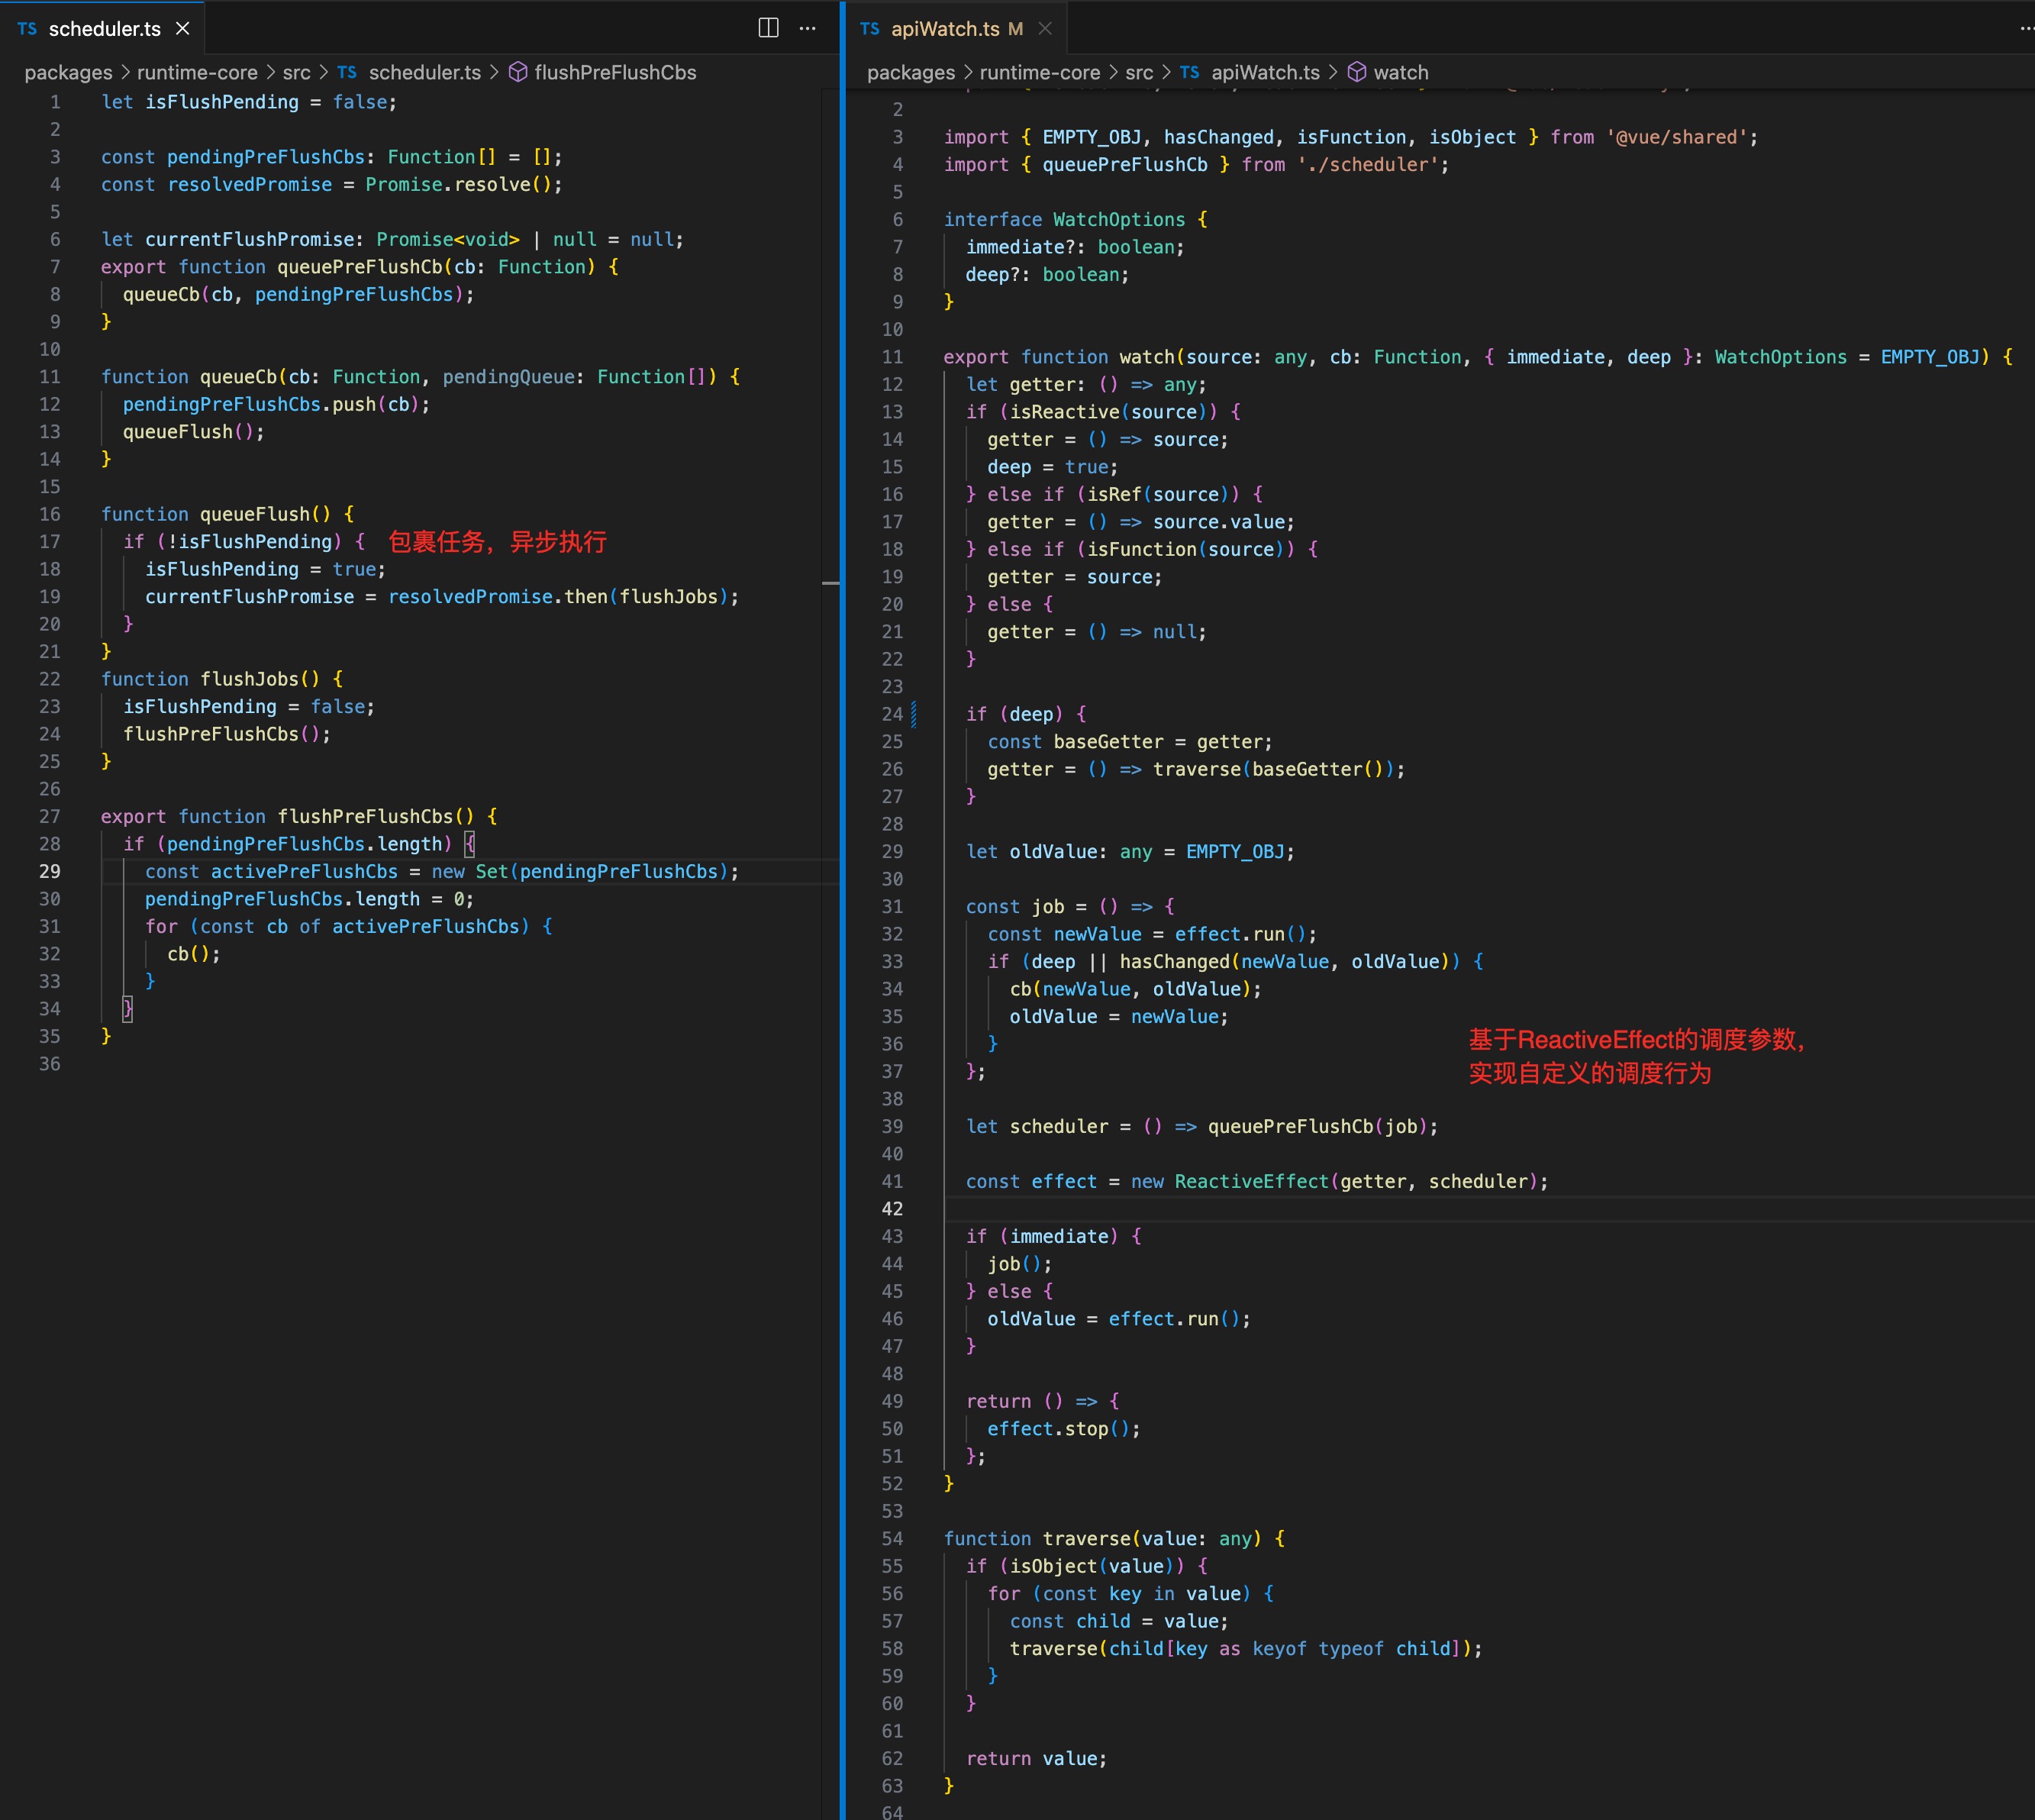 TS scheduler.ts
packages > runtime-core > src > TS scheduler.ts > flushPreFlushCbs
1 let isFlushPending = false;
2
3 const pendingPreFlushCbs: Function[] = [];
4 const resolvedPromise = Promise.resolve();
5
6 let currentFlushPromise: Promise<void> | null = null;
7 export function queuePreFlushCb(cb: Function) {
8 queueCb(cb, pendingPreFlushCbs);
9 }
10
11 function queueCb(cb: Function, pendingQueue: Function[]) {
12 pendingPreFlushCbs.push(cb);
13 queueFlush();
14 }
15
16 function queueFlush() {
17 if (!isFlushPending) { 包裹任务，异步执行
18 isFlushPending = true;
19 currentFlushPromise = resolvedPromise.then(flushJobs);
20 }
21 }
22 function flushJobs() {
23 isFlushPending = false;
24 flushPreFlushCbs();
25 }
26
27 export function flushPreFlushCbs() {
28 if (pendingPreFlushCbs.length) {
29 const activePreFlushCbs = new Set(pendingPreFlushCbs);
30 pendingPreFlushCbs.length = 0;
31 for (const cb of activePreFlushCbs) {
32 cb();
33 }
34 }
35 }
36
TS apiWatch.ts M
packages > runtime-core > src > TS apiWatch.ts > watch
2
3 import { EMPTY_OBJ, hasChanged, isFunction, isObject } from '@vue/shared';
4 import { queuePreFlushCb } from './scheduler';
5
6 interface WatchOptions {
7 immediate?: boolean;
8 deep?: boolean;
9 }
10
11 export function watch(source: any, cb: Function, { immediate, deep }: WatchOptions = EMPTY_OBJ) {
12 let getter: () => any;
13 if (isReactive(source)) {
14 getter = () => source;
15 deep = true;
16 } else if (isRef(source)) {
17 getter = () => source.value;
18 } else if (isFunction(source)) {
19 getter = source;
20 } else {
21 getter = () => null;
22 }
23
24 if (deep) {
25 const baseGetter = getter;
26 getter = () => traverse(baseGetter());
27 }
28
29 let oldValue: any = EMPTY_OBJ;
30
31 const job = () => {
32 const newValue = effect.run();
33 if (deep || hasChanged(newValue, oldValue)) {
34 cb(newValue, oldValue);
35 oldValue = newValue;
36 }
基于ReactiveEffect的调度参数，
37 };
实现自定义的调度行为
38
39 let scheduler = () => queuePreFlushCb(job);
40
41 const effect = new ReactiveEffect(getter, scheduler);
42
43 if (immediate) {
44 job();
45 } else {
46 oldValue = effect.run();
47 }
48
49 return () => {
50 effect.stop();
51 };
52 }
53
54 function traverse(value: any) {
55 if (isObject(value)) {
56 for (const key in value) {
57 const child = value;
58 traverse(child[key as keyof typeof child]);
59 }
60 }
61
62 return value;
63 }
64